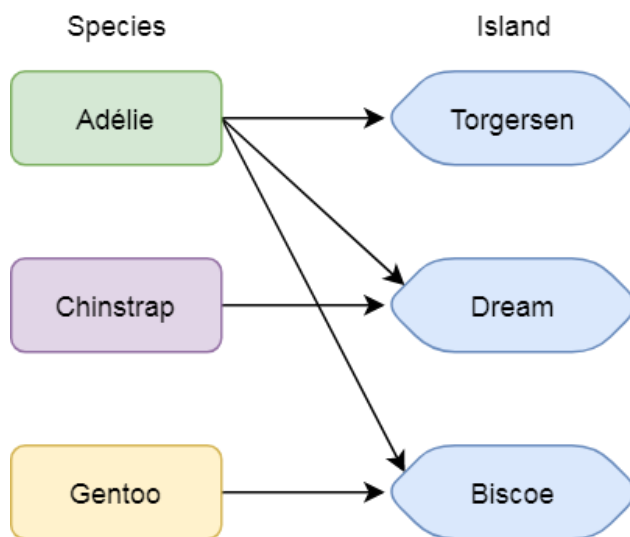 Species
Island
Adélie
Torgersen
Chinstrap
Dream
Gentoo
Biscoe